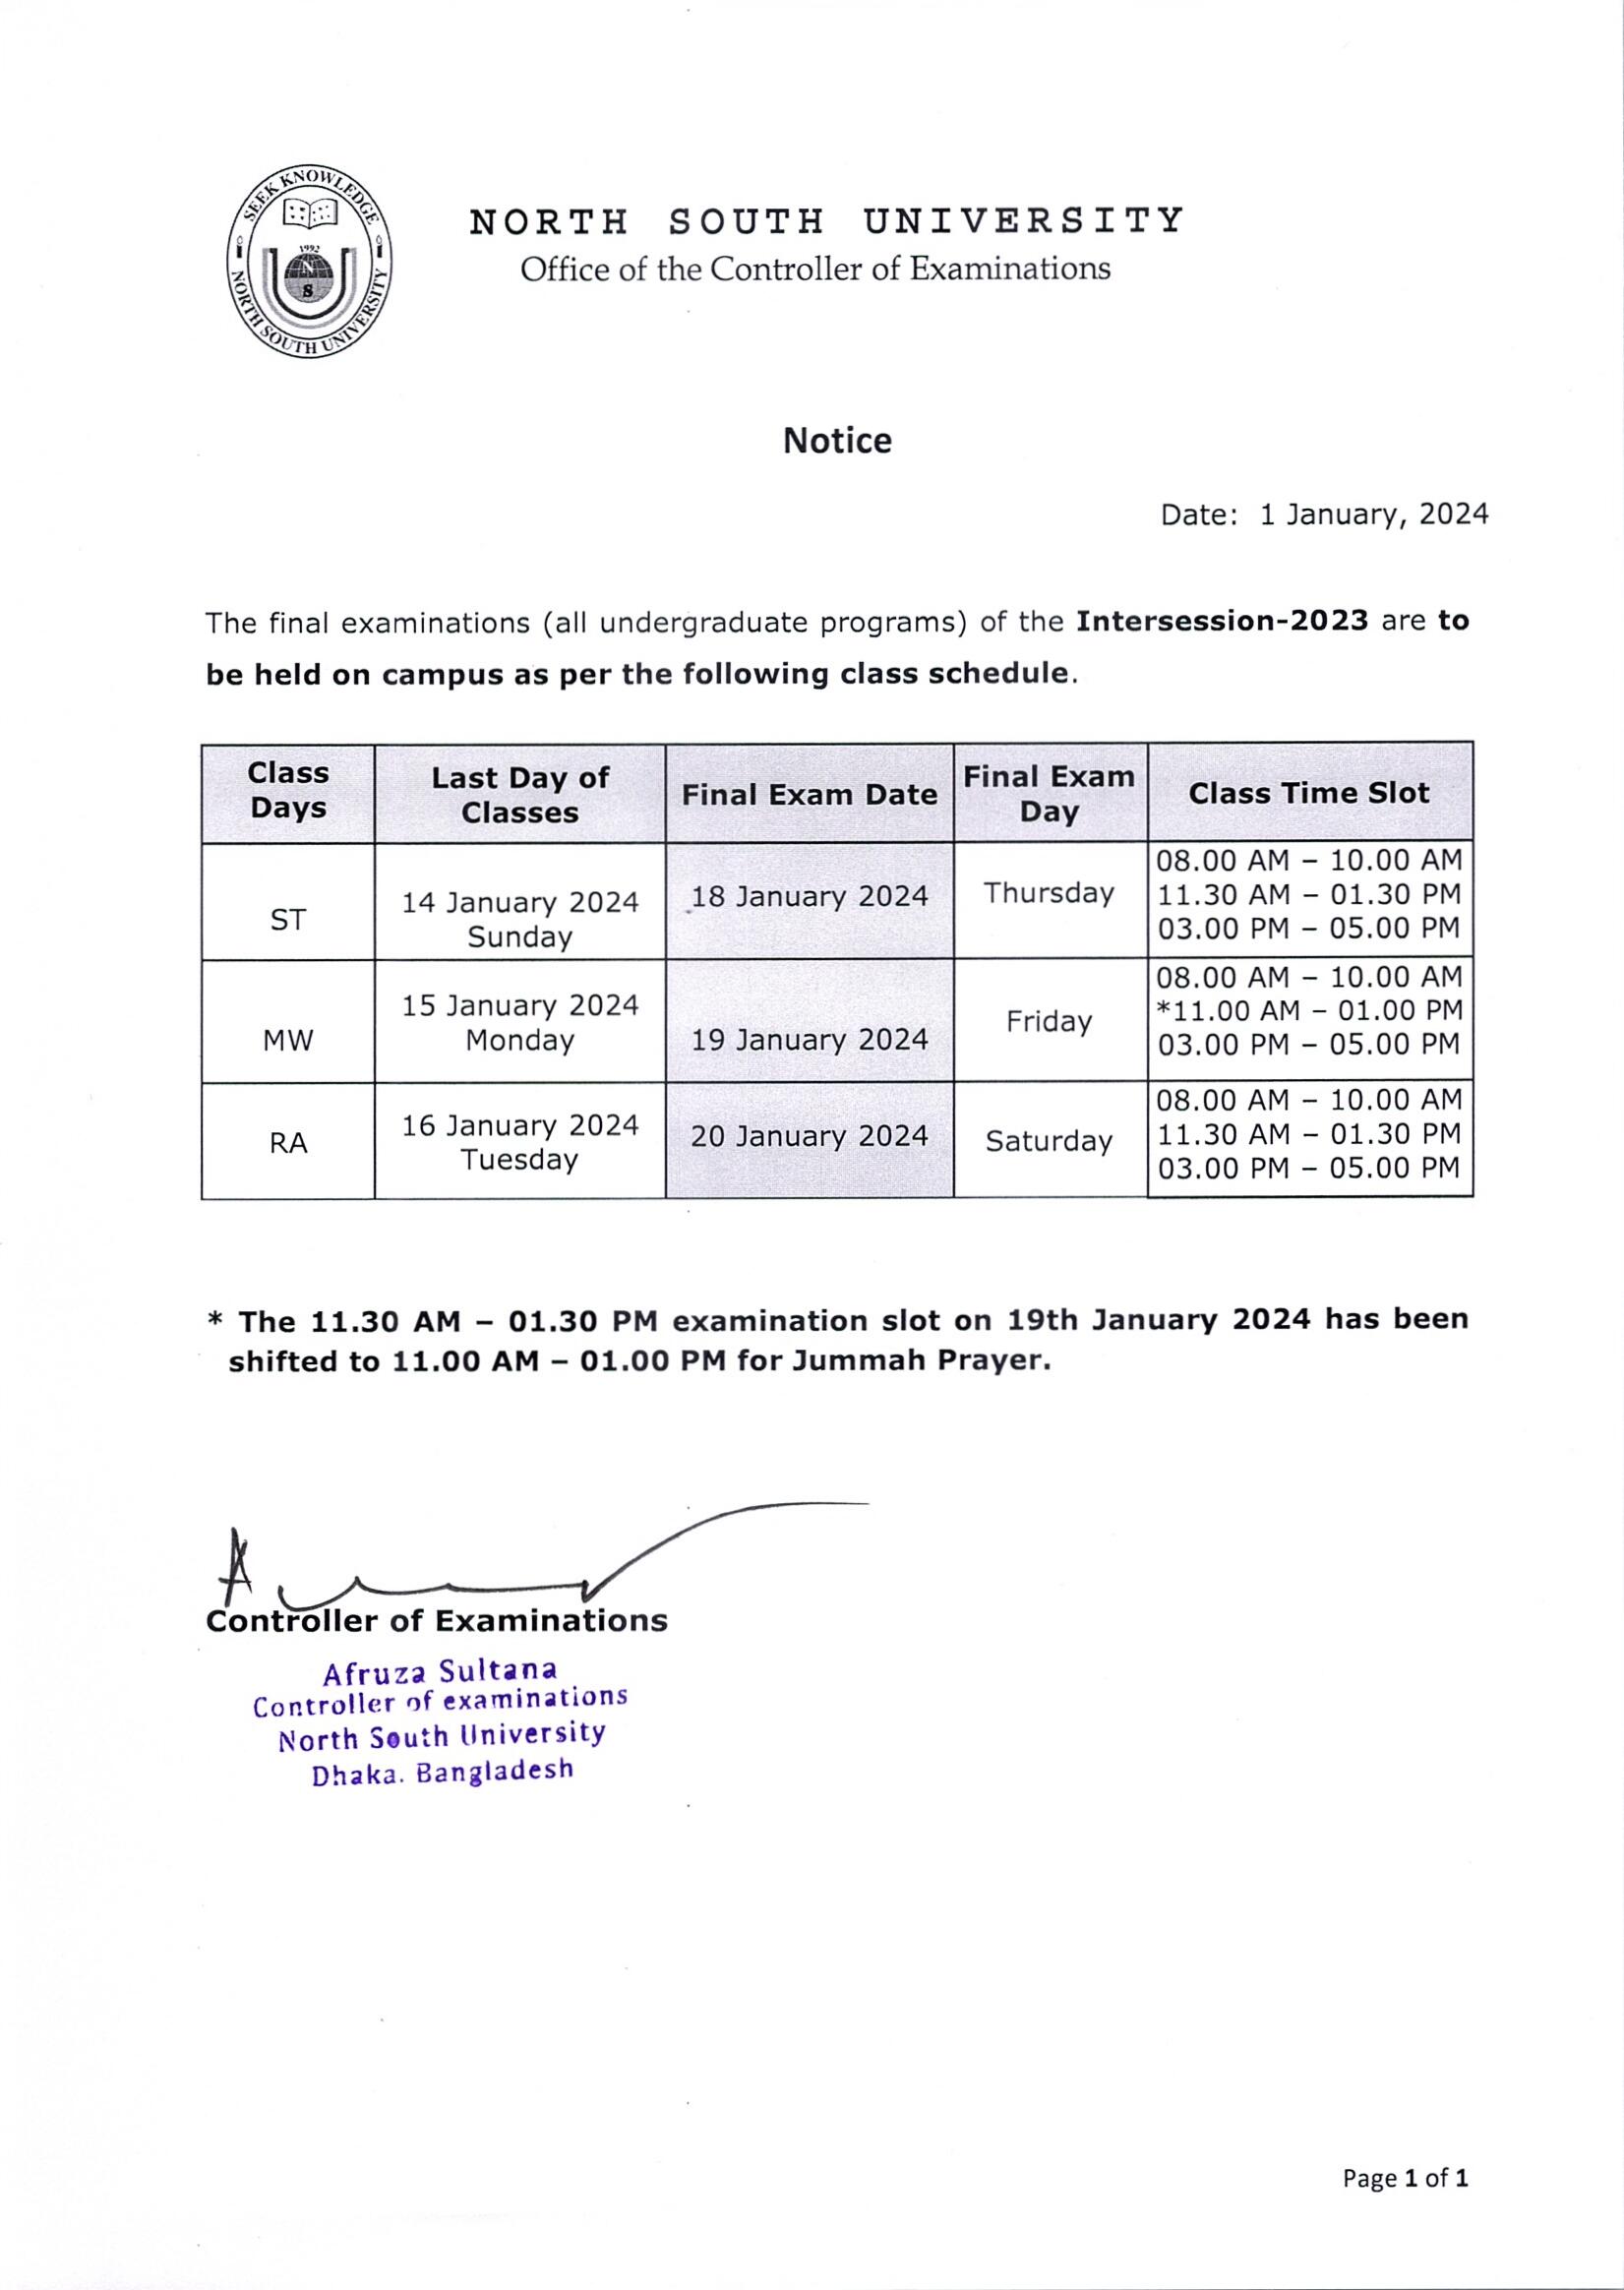 SEEK KNOWLEDGE
1992
N
S
NORTH SOUTH UNIVERSITY
NORTH SOUTH UNIVERSITY
Office of the Controller of Examinations
Notice
Date: 1 January, 2024
The final examinations (all undergraduate programs) of the Intersession-2023 are to
be held on campus as per the following class schedule.
Class Days | Last Day of Classes | Final Exam Date | Final Exam Day | Class Time Slot
ST | 14 January 2024 Sunday | 18 January 2024 | Thursday | 08.00 AM – 10.00 AM
11.30 AM – 01.30 PM
03.00 PM – 05.00 PM
MW | 15 January 2024 Monday | 19 January 2024 | Friday | 08.00 AM – 10.00 AM
*11.00 AM – 01.00 PM
03.00 PM – 05.00 PM
RA | 16 January 2024 Tuesday | 20 January 2024 | Saturday | 08.00 AM – 10.00 AM
11.30 AM – 01.30 PM
03.00 PM – 05.00 PM
* The 11.30 AM – 01.30 PM examination slot on 19th January 2024 has been
shifted to 11.00 AM – 01.00 PM for Jummah Prayer.
Controller of Examinations
Afruza Sultana
Controller of examinations
North South University
Dhaka. Bangladesh
Page 1 of 1